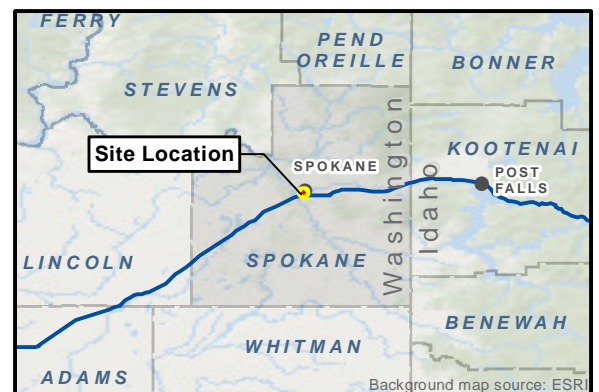 FERRY
PEND
OREILLE
BONNER
STEVENS
Washington
Idaho
KOOTENAI
Site Location
SPOKANE
POST
FALLS
LINCOLN
SPOKANE
BENEWAH
WHITMAN
ADAMS
Background map source: ESRI